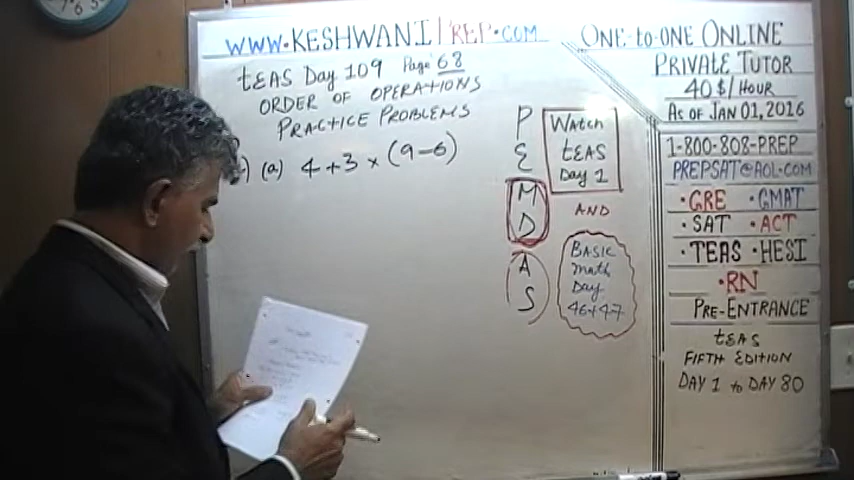 WWW.KESHWANI PREP.COM
TEAS Day 109 Page 68
ORDER OF OPERATIONS
PRACTICE PROBLEMS
(a) 4+3 × (9-6)
P
E
M
D
A
S
Watch
TEAS
Day 1
AND
BASIC
Math
Day
46+47
ONE-TO-ONE ONLINE
PRIVATE TUTOR
40 $/HOUR
AS OF JAN 01, 2016
1-800-808-PREP
PREPSAT@AOL.COM
•GRE •GMAT
•SAT •ACT
•TEAS •HESI
•RN
PRE-ENTRANCE
TEAS
FIFTH EDITION
DAY 1 TO DAY 80